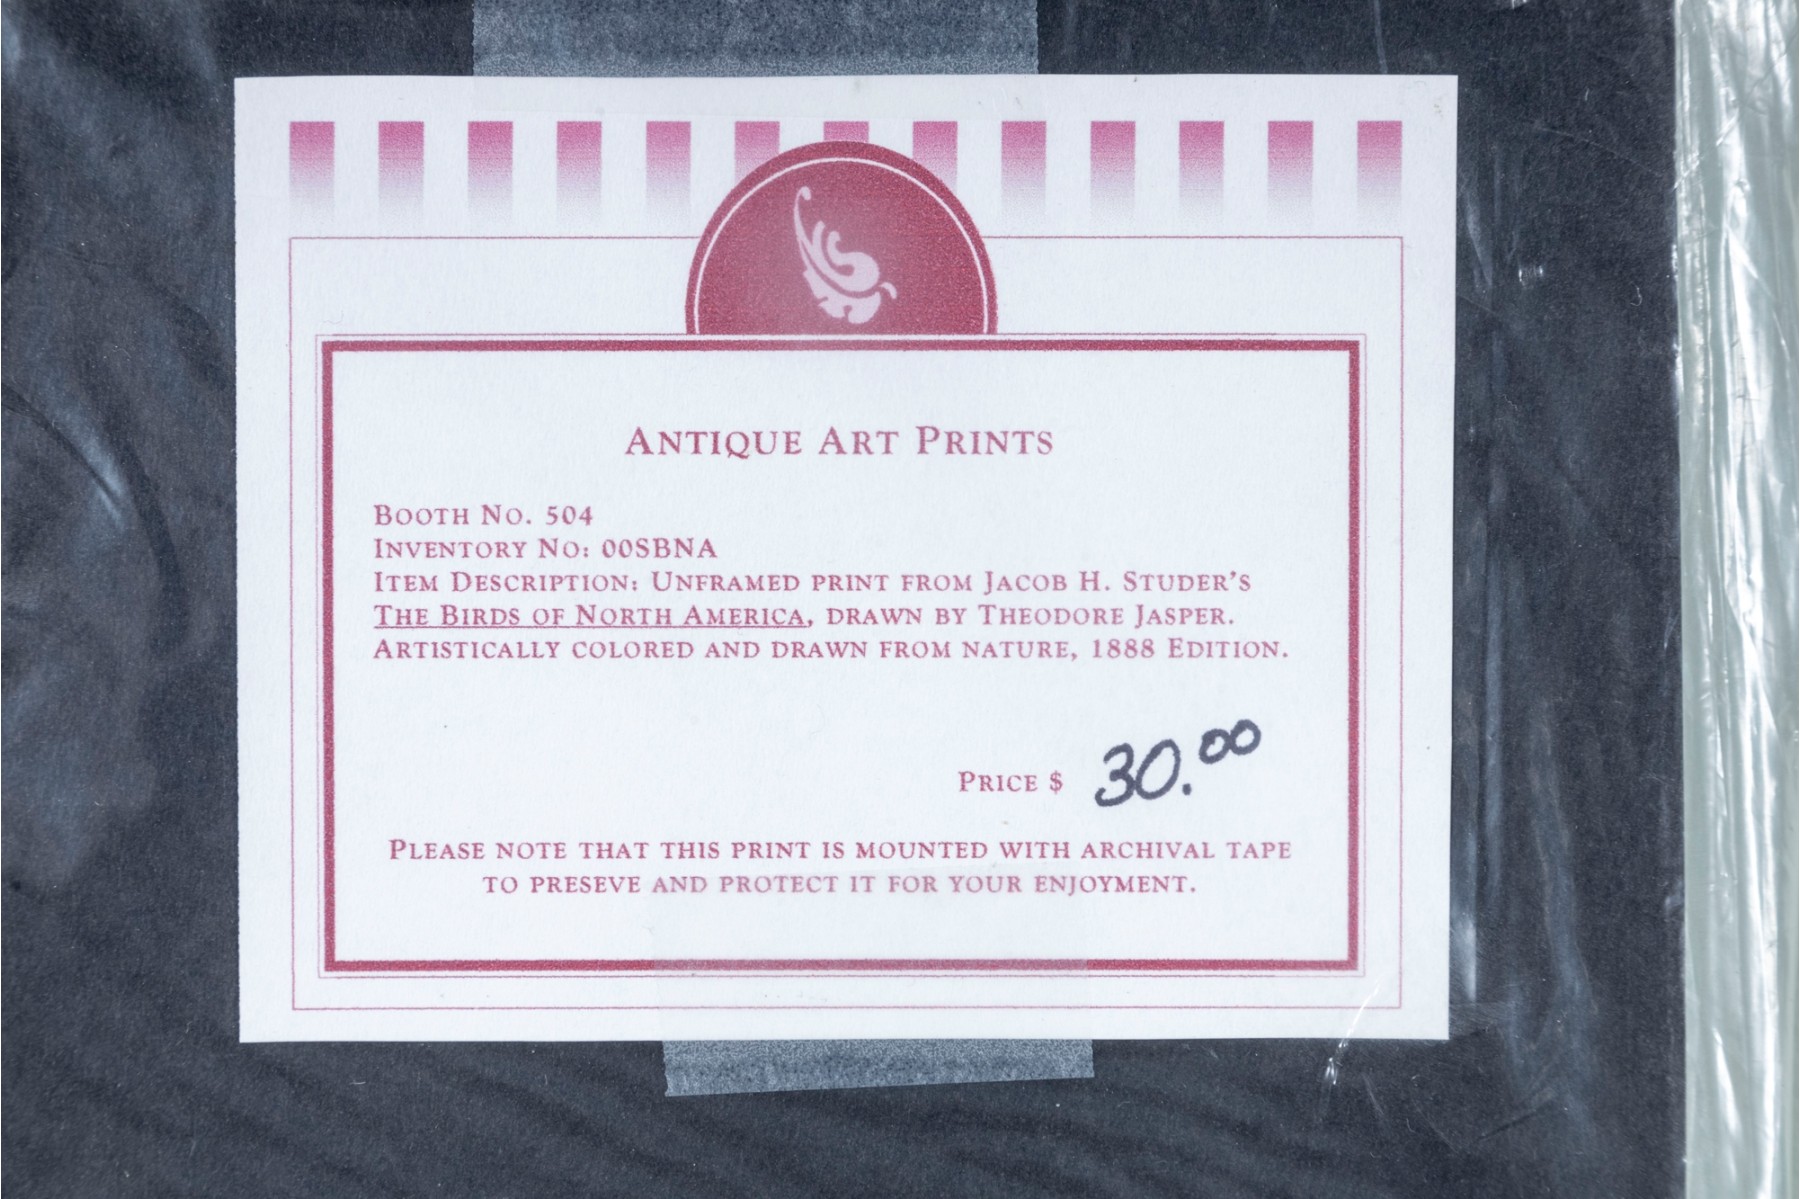 Antique Art Prints
Booth No. 504
Inventory No: 00SBNA
Item Description: Unframed print from Jacob H. Studer's
The Birds of North America, drawn by Theodore Jasper.
Artistically colored and drawn from nature, 1888 Edition.
Price $ 30.00
Please note that this print is mounted with archival tape
to preseve and protect it for your enjoyment.